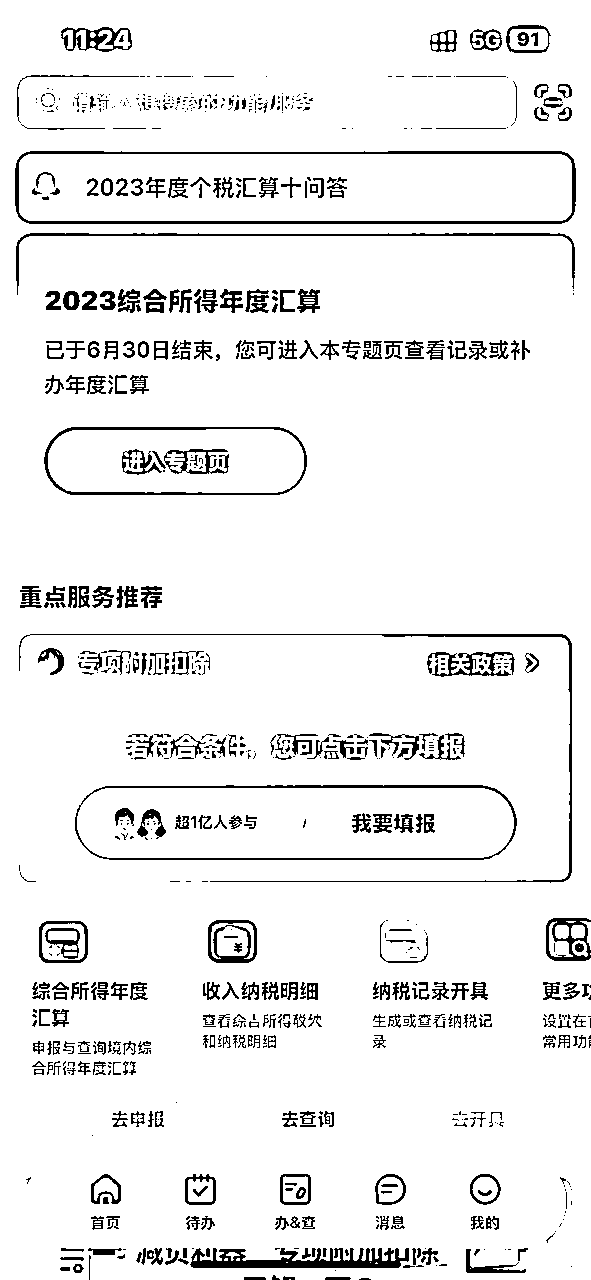 11:24
5G 91
请输入想搜索的功能/服务
2023年度个税汇算十问答
2023综合所得年度汇算
已于6月30日结束，您可进入本专题页查看记录或补
办年度汇算
进入专题页
重点服务推荐
专项附加扣除 相关政策
若符合条件，您可点击下方填报
超1亿人参与 / 我要填报
综合所得年度 收入纳税明细 纳税记录开具 更多功
汇算
查看综合所得收入 生成或查看纳税记 设置在首
申报与查询境内综 和纳税明细 录 常用功能
合所得年度汇算
去申报 去查询 去开具
首页 待办 办&查 消息 我的
专项附加扣除